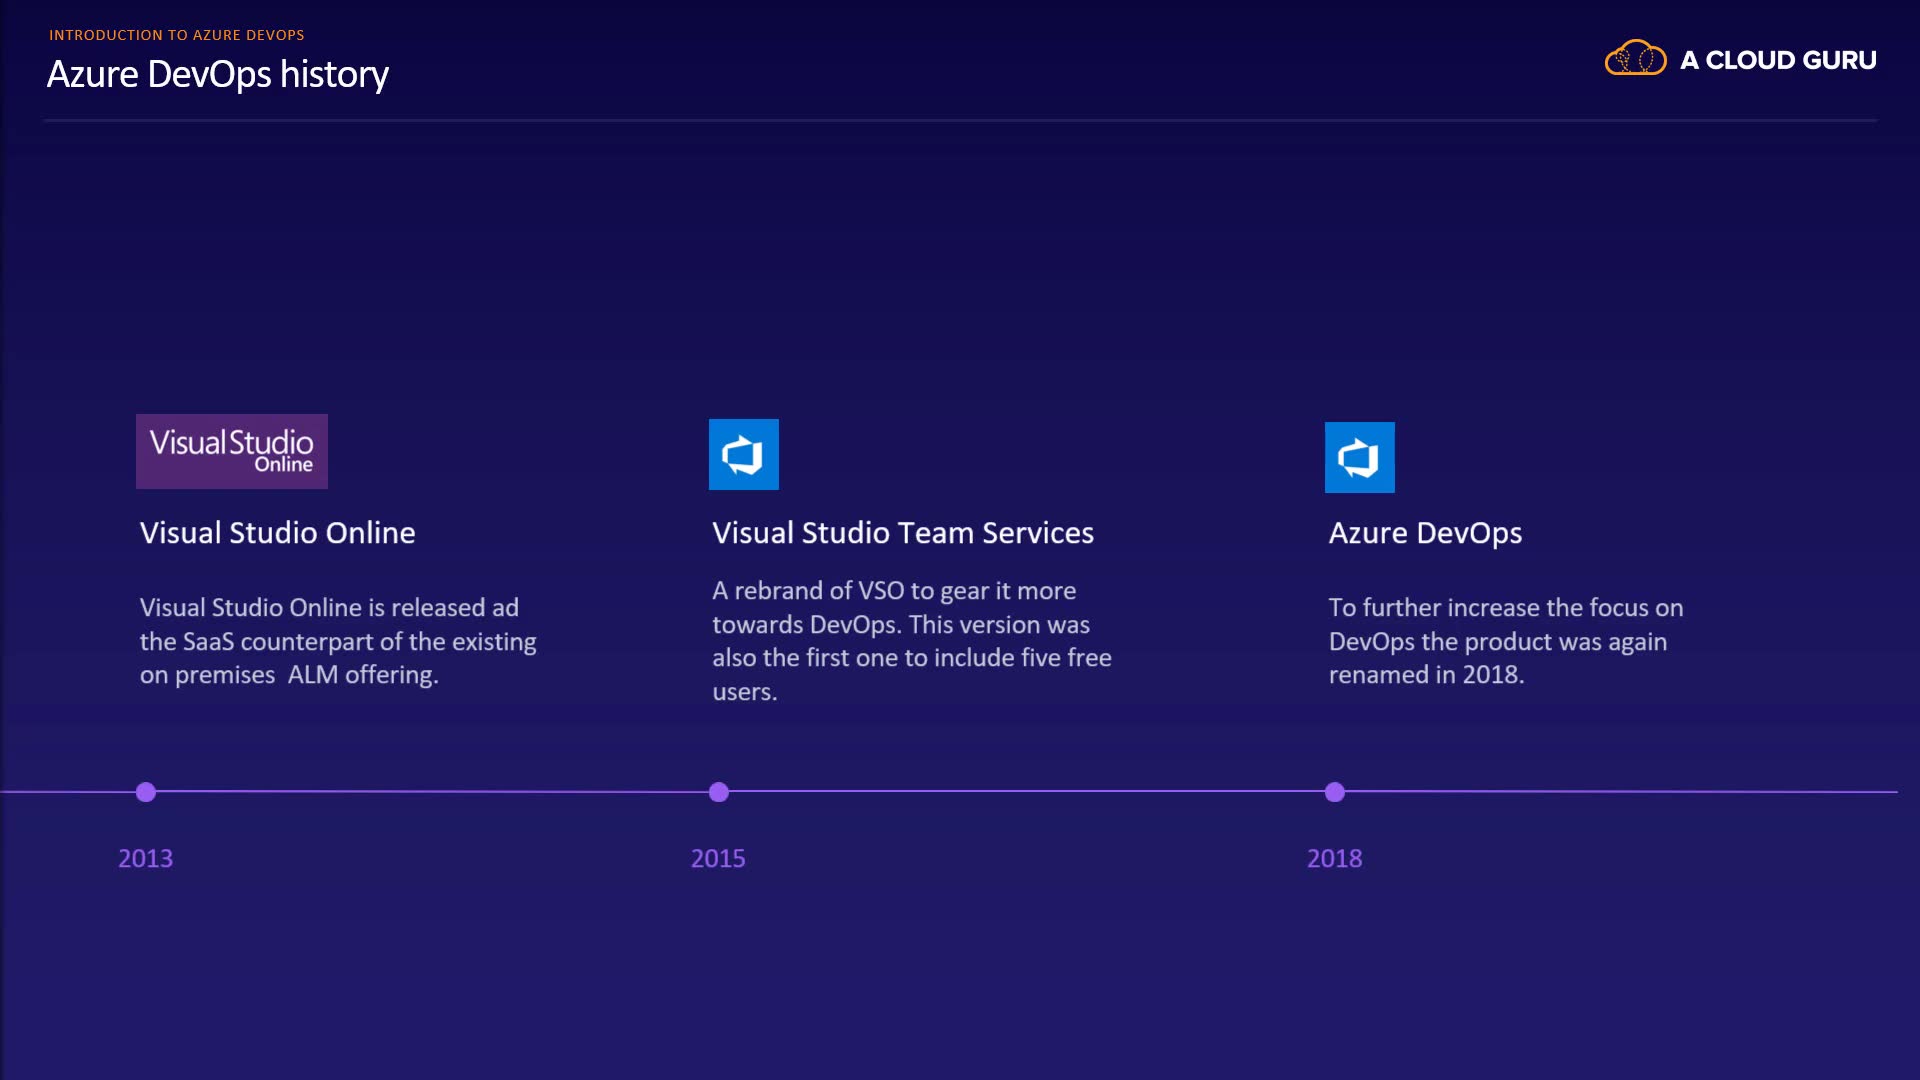 INTRODUCTION TO AZURE DEVOPS
Azure DevOps history
A CLOUD GURU
Visual Studio
Online
Visual Studio Online
Visual Studio Online is released ad
the SaaS counterpart of the existing
on premises  ALM offering.
Visual Studio Team Services
A rebrand of VSO to gear it more
towards DevOps. This version was
also the first one to include five free
users.
Azure DevOps
To further increase the focus on
DevOps the product was again
renamed in 2018.
2013
2015
2018